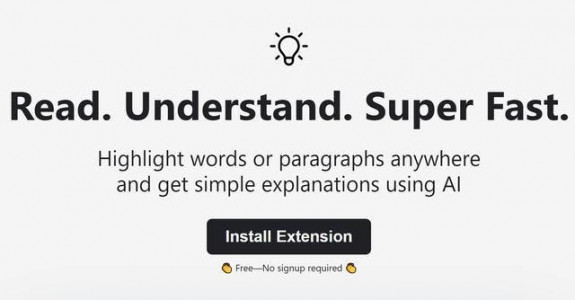 Read. Understand. Super Fast.
Highlight words or paragraphs anywhere
and get simple explanations using AI
Install Extension
👏 Free—No signup required 👏